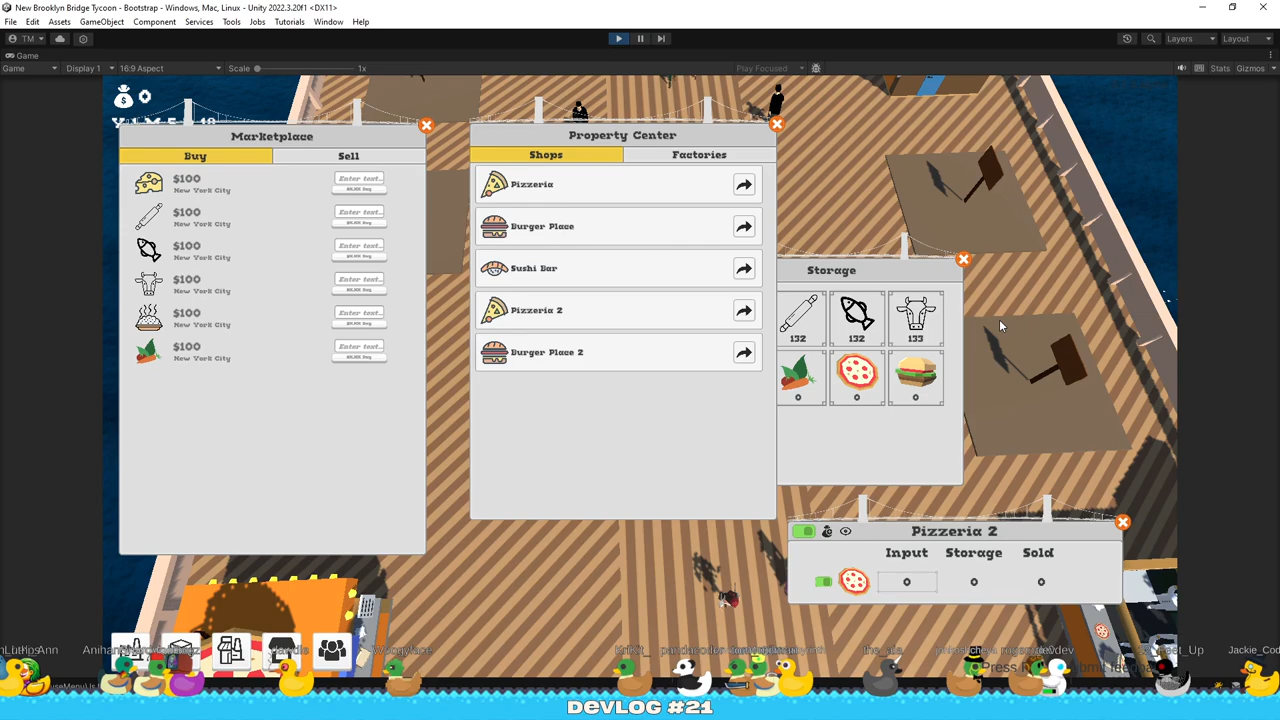 New Brooklyn Bridge Tycoon - Bootstrap - Windows, Mac, Linux - Unity 2022.3.20f1 <DX11>
File Edit Assets GameObject Component Services Tools Jobs Tutorials Window Help
TM Layers Layout
Game
Game Display 1 16:9 Aspect Scale 1x Play Focused Stats Gizmos
0
Marketplace
Buy Sell
$100 Enter text...
New York City
$100 Enter text...
New York City
$100 Enter text...
New York City
$100 Enter text...
New York City
$100 Enter text...
New York City
$100 Enter text...
New York City
Property Center
Shops Factories
Pizzeria
Burger Place
Sushi Bar
Pizzeria 2
Burger Place 2
Storage
132 132 133
0 0 0
Pizzeria 2
Input Storage Sold
0 0 0
DEVLOG #21